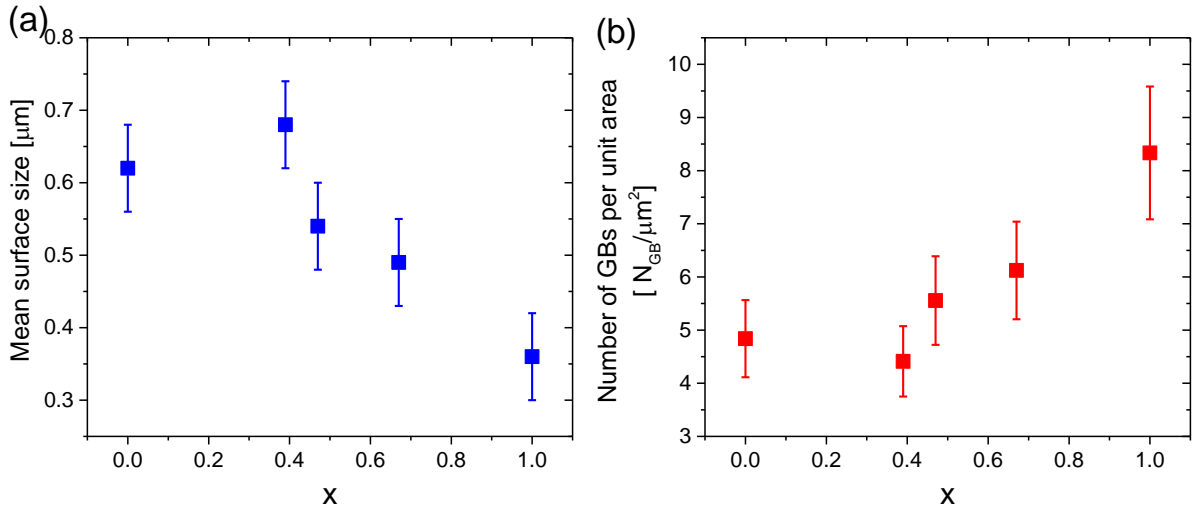 (a)
Mean surface size [μm]
0.8
0.7
0.6
0.5
0.4
0.3
0.0 0.2 0.4 0.6 0.8 1.0
x
(b)
Number of GBs per unit area
[ N_GB/μm²]
10
9
8
7
6
5
4
3
0.0 0.2 0.4 0.6 0.8 1.0
x